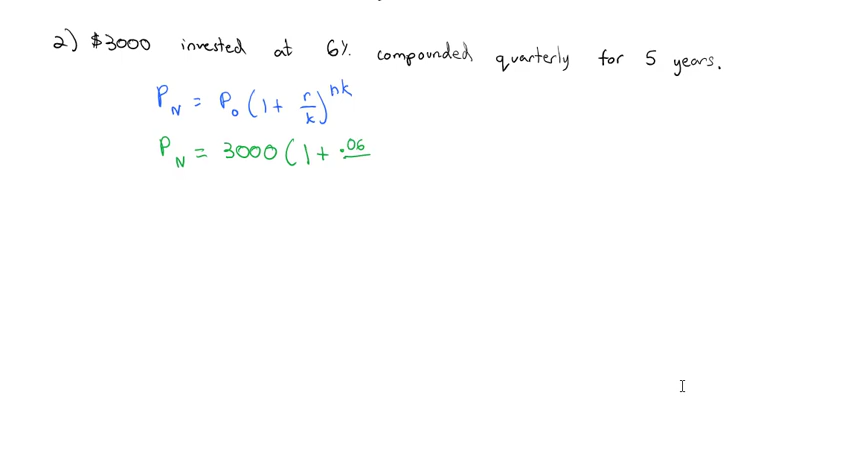 2) $3000 invested at 6% compounded quarterly for 5 years.
P_N = P_0 (1 + r/k)^{nk}
P_N = 3000 (1 + .06